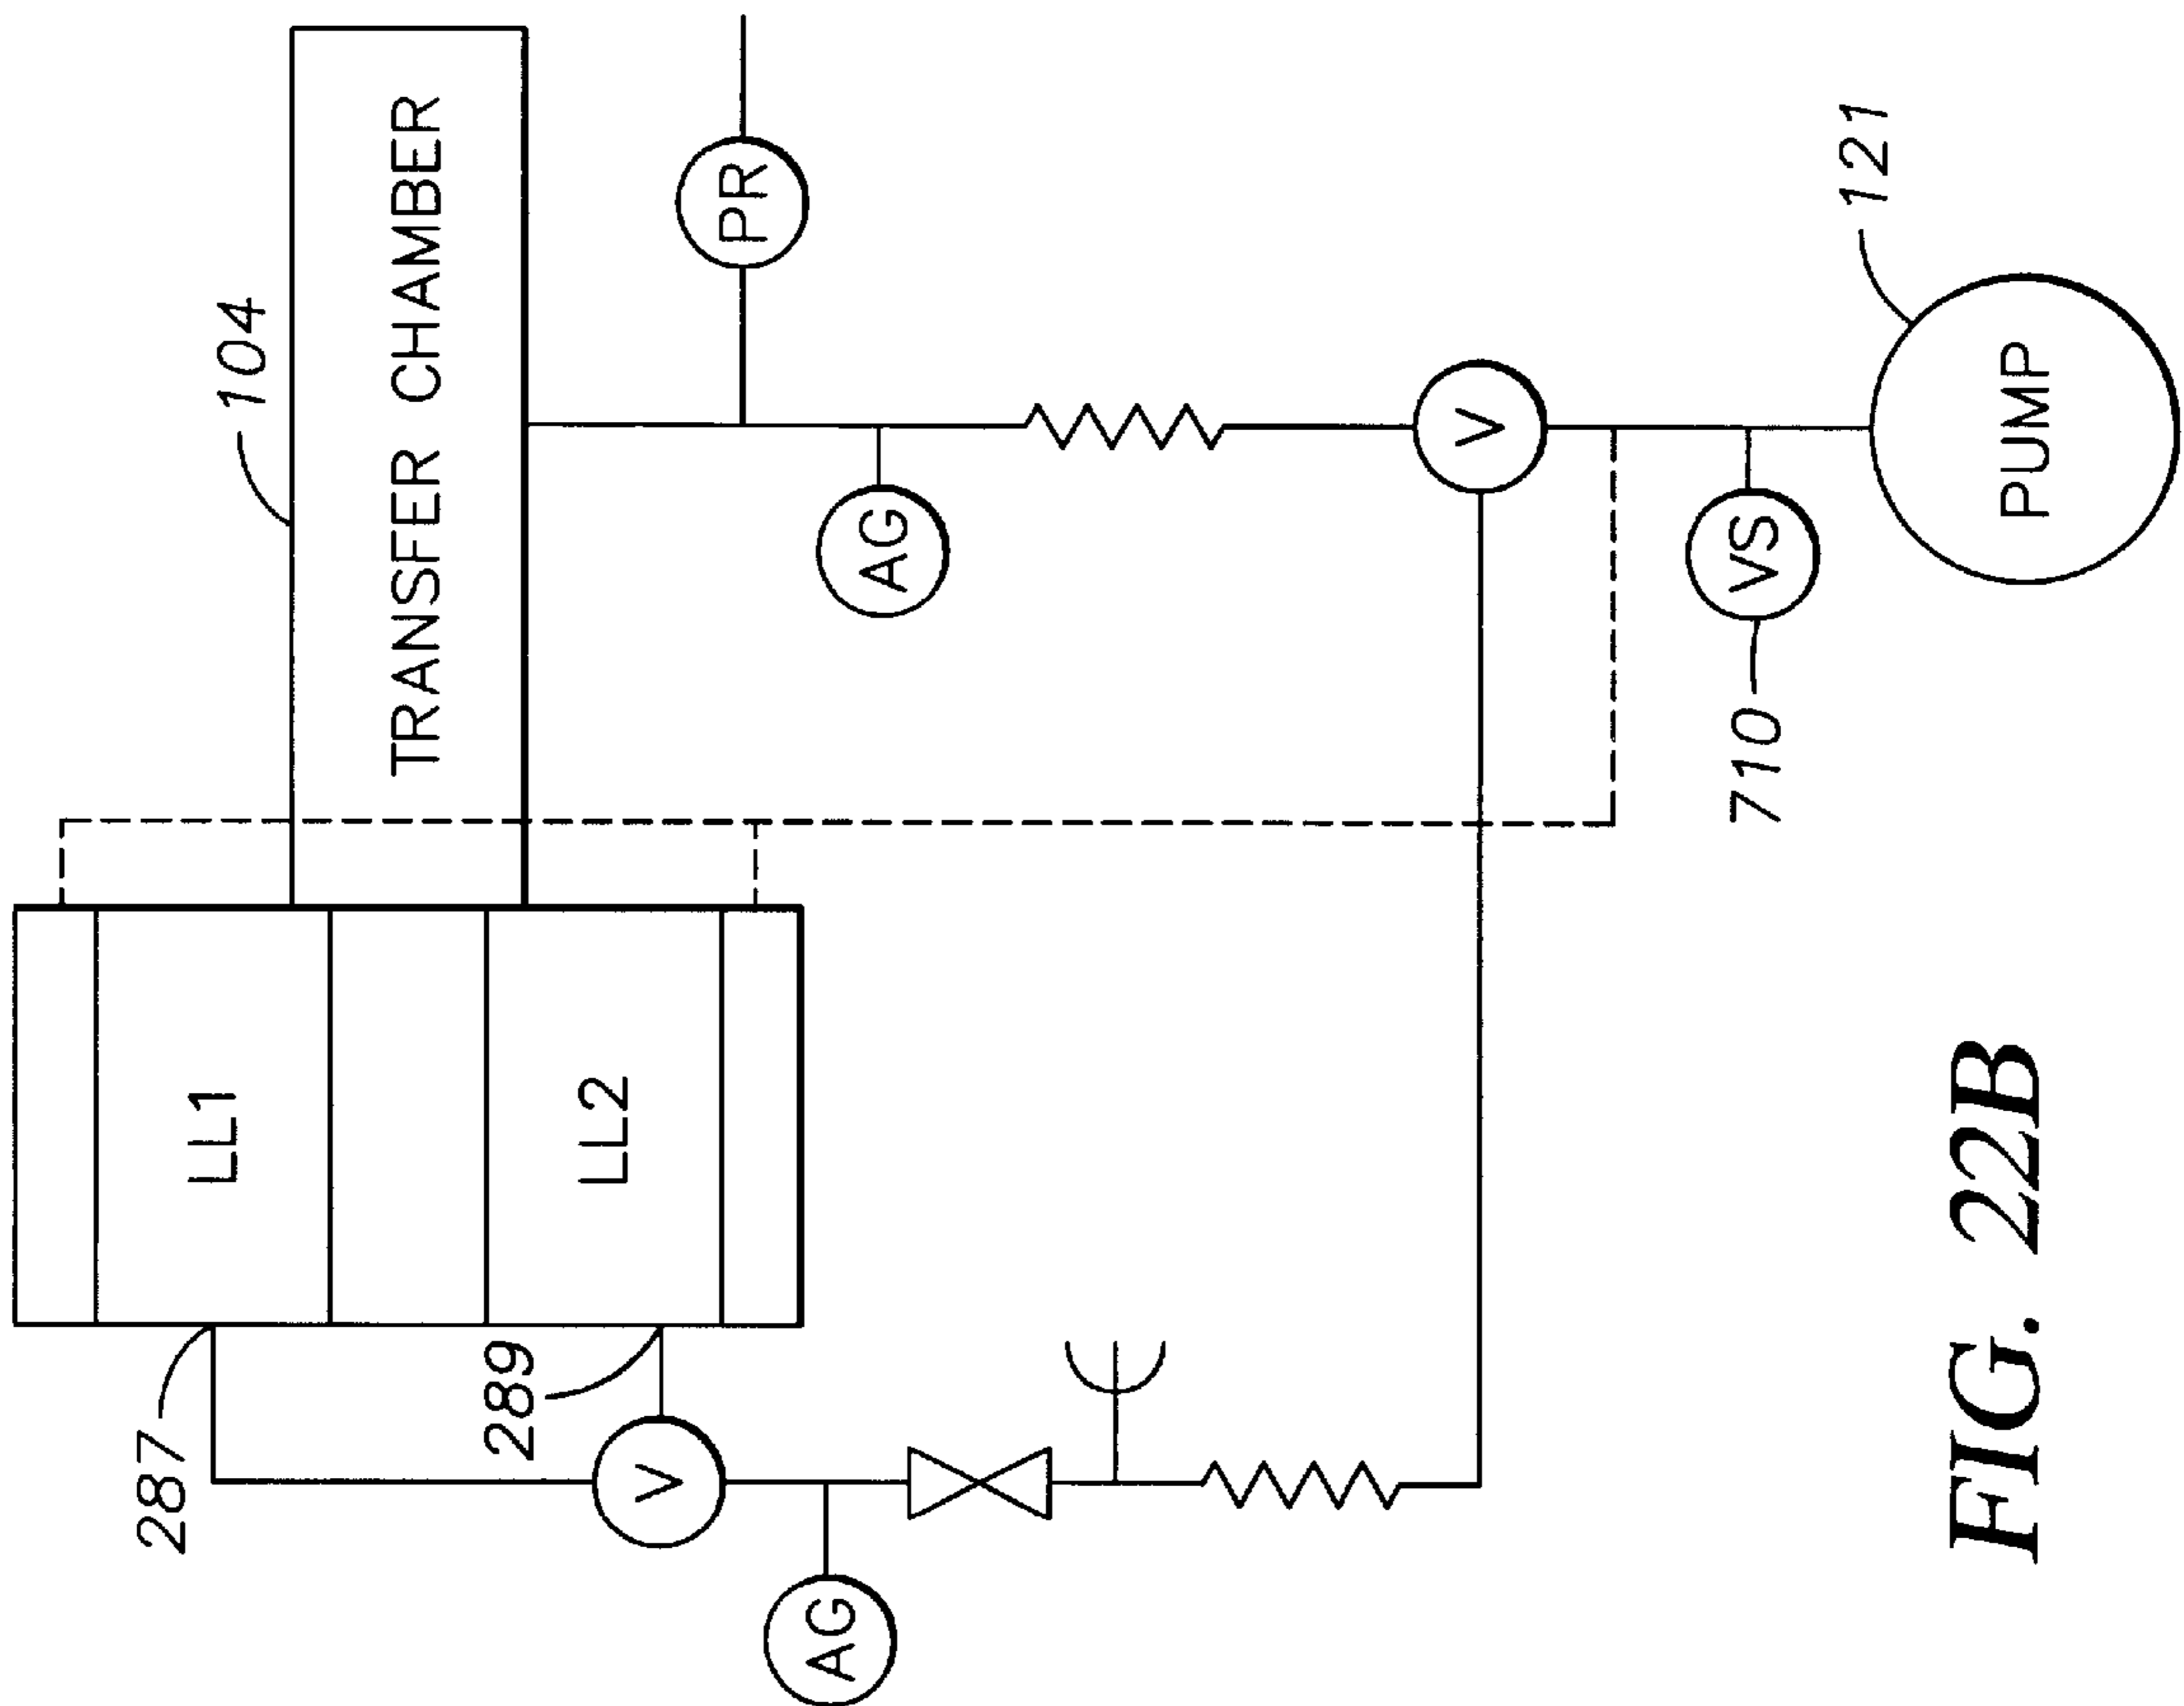 287
LL1
104
289
LL2
TRANSFER CHAMBER
V
AG
AG
PR
V
710
VS
121
PUMP
FIG. 22B